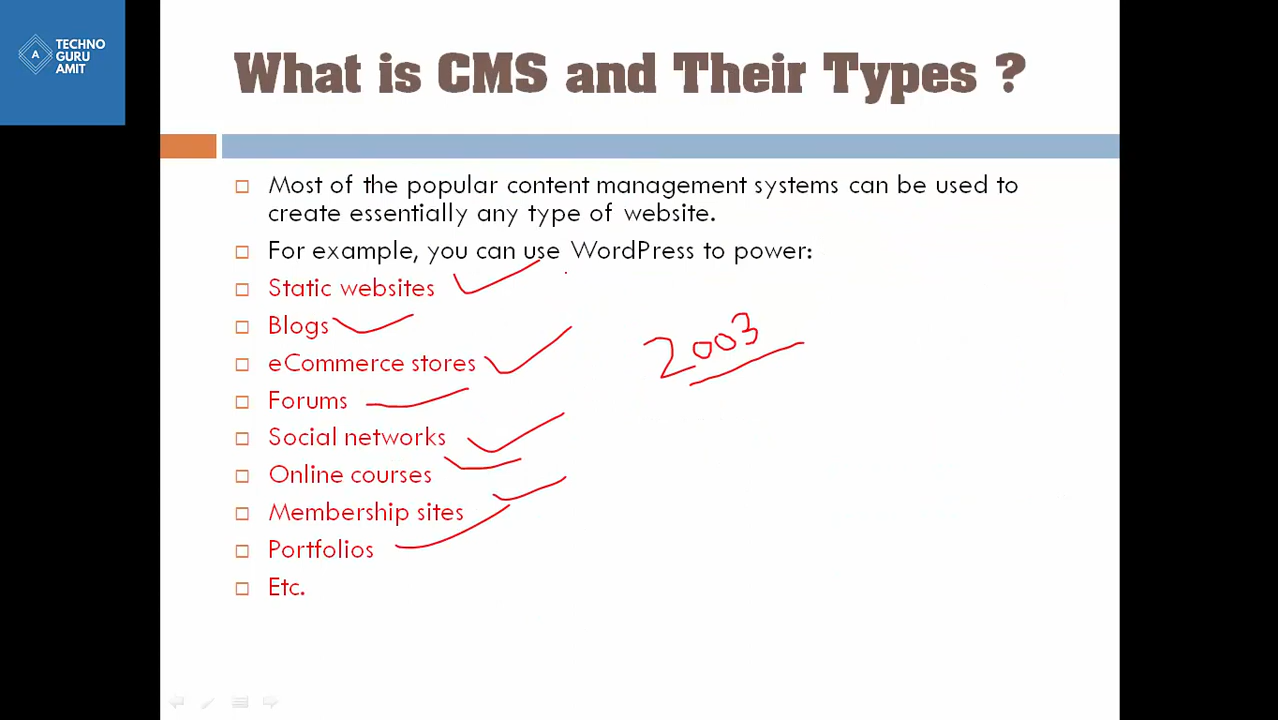 TECHNO
GURU
AMIT
A
What is CMS and Their Types ?
Most of the popular content management systems can be used to
create essentially any type of website.
For example, you can use WordPress to power:
Static websites
Blogs
eCommerce stores
Forums
Social networks
Online courses
Membership sites
Portfolios
Etc.
2003